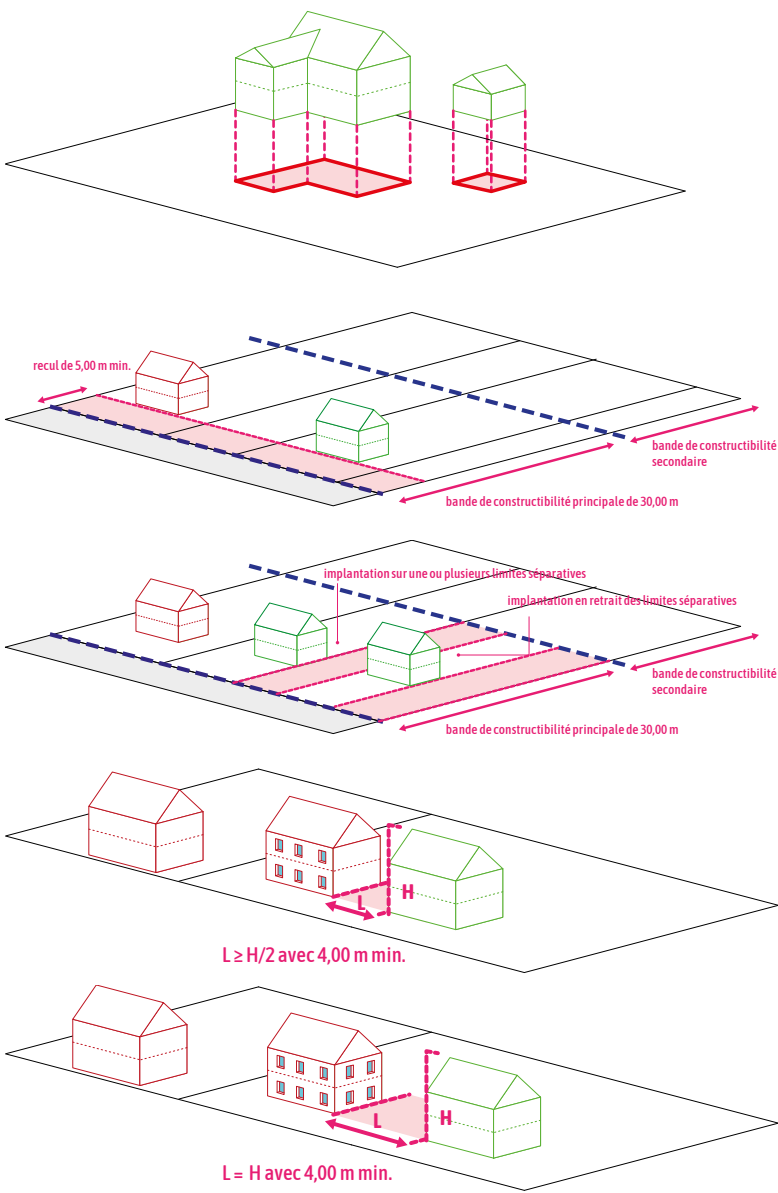 recul de 5,00 m min.
bande de constructibilité
secondaire
bande de constructibilité principale de 30,00 m
implantation sur une ou plusieurs limites séparatives
implantation en retrait des limites séparatives
bande de constructibilité
secondaire
bande de constructibilité principale de 30,00 m
H
L
L ≥ H/2 avec 4,00 m min.
H
L
L = H avec 4,00 m min.